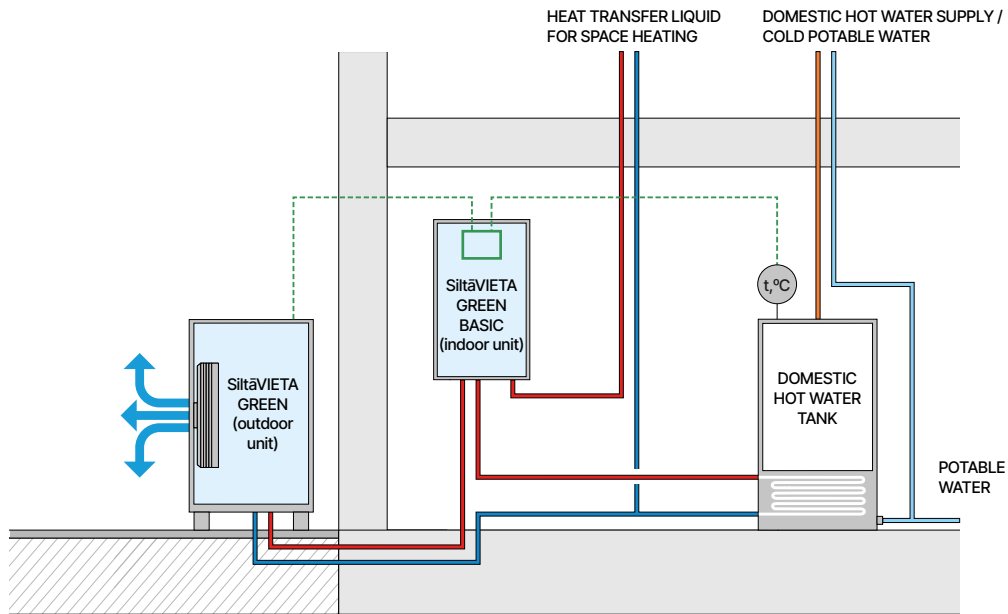 HEAT TRANSFER LIQUID
FOR SPACE HEATING
DOMESTIC HOT WATER SUPPLY /
COLD POTABLE WATER
SiltāVIETA
GREEN
BASIC
(indoor unit)
t,ºC
SiltāVIETA
GREEN
(outdoor
unit)
DOMESTIC
HOT WATER
TANK
POTABLE
WATER